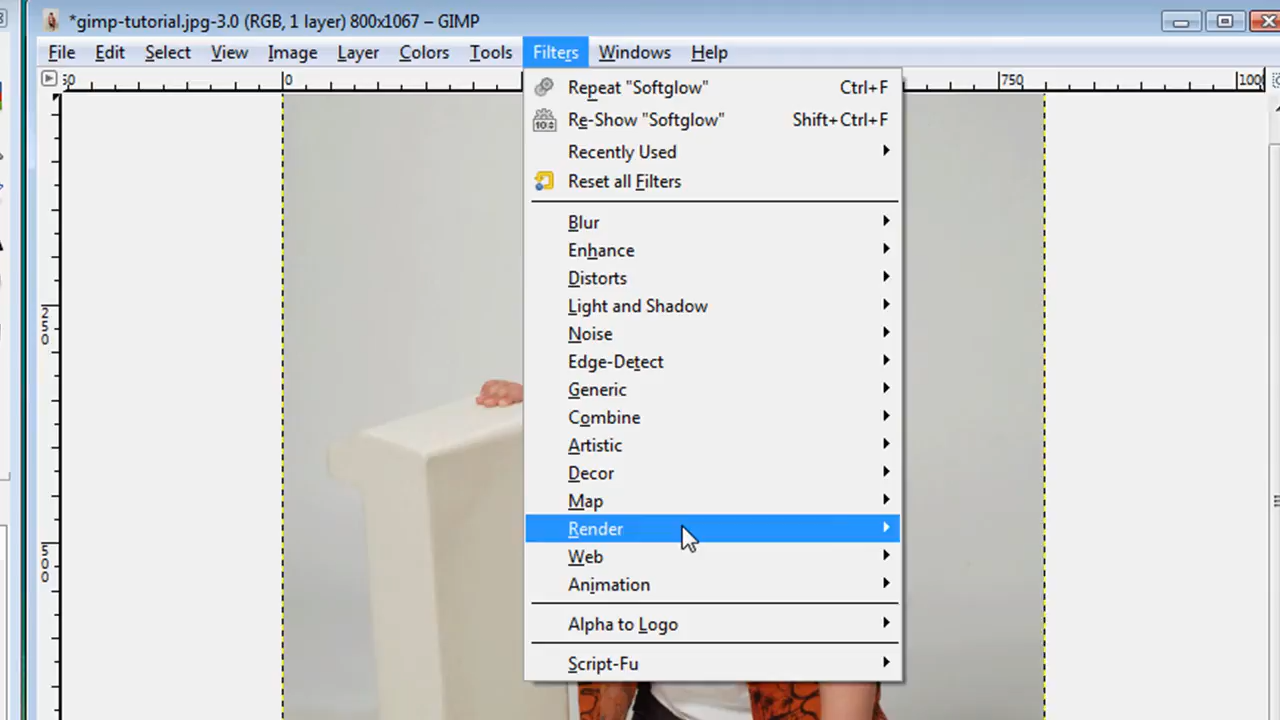 *gimp-tutorial.jpg-3.0 (RGB, 1 layer) 800x1067 – GIMP
File Edit Select View Image Layer Colors Tools Filters Windows Help
0 750 1000
Repeat "Softglow" Ctrl+F
Re-Show "Softglow" Shift+Ctrl+F
Recently Used
Reset all Filters
Blur
Enhance
Distorts
Light and Shadow
250
Noise
Edge-Detect
Generic
Combine
Artistic
Decor
Map
Render
500
Web
Animation
Alpha to Logo
Script-Fu